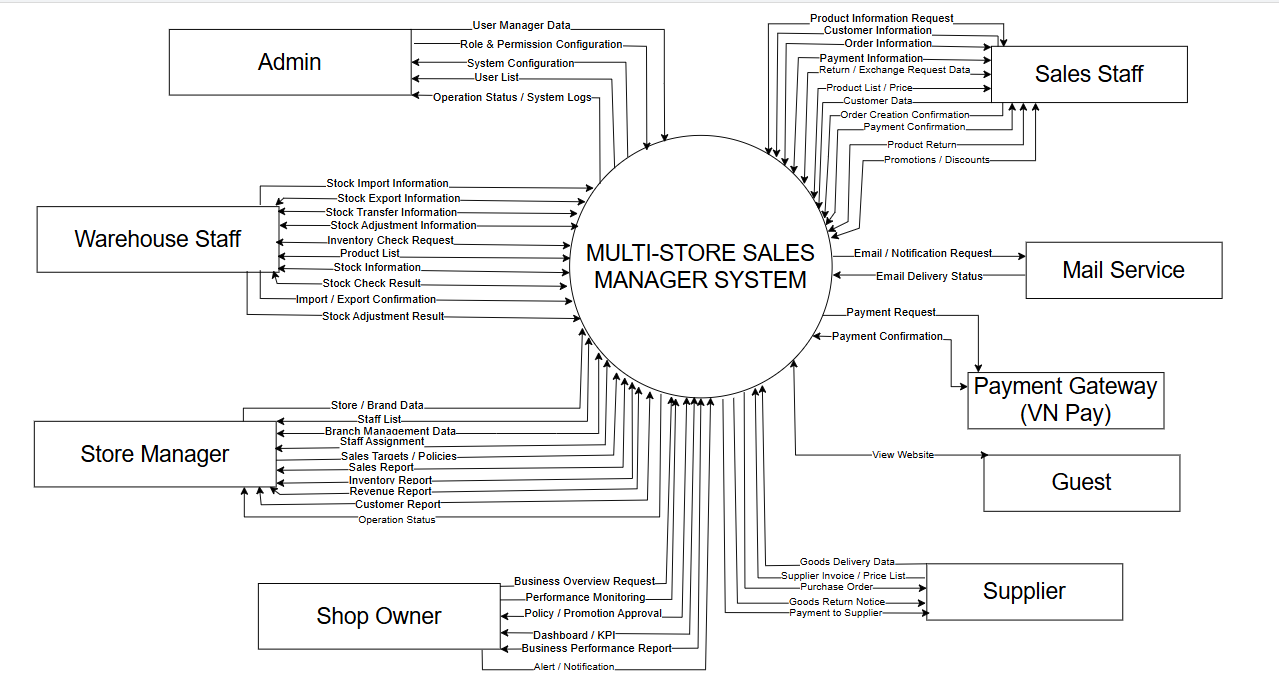 User Manager Data
Role & Permission Configuration
System Configuration
User List
Operation Status / System Logs
Admin
Product Information Request
Customer Information
Order Information
Payment Information
Return / Exchange Request Data
Product List / Price
Customer Data
Order Creation Confirmation
Payment Confirmation
Product Return
Promotions / Discounts
Sales Staff
Stock Import Information
Stock Export Information
Stock Transfer Information
Stock Adjustment Information
Inventory Check Request
Product List
Stock Information
Stock Check Result
Import / Export Confirmation
Stock Adjustment Result
Warehouse Staff
MULTI-STORE SALES
MANAGER SYSTEM
Email / Notification Request
Email Delivery Status
Mail Service
Payment Request
Payment Confirmation
Payment Gateway
(VN Pay)
Store / Brand Data
Staff List
Branch Management Data
Staff Assignment
Sales Targets / Policies
Sales Report
Inventory Report
Revenue Report
Customer Report
Operation Status
Store Manager
View Website
Guest
Business Overview Request
Performance Monitoring
Policy / Promotion Approval
Dashboard / KPI
Business Performance Report
Alert / Notification
Shop Owner
Goods Delivery Data
Supplier Invoice / Price List
Purchase Order
Goods Return Notice
Payment to Supplier
Supplier